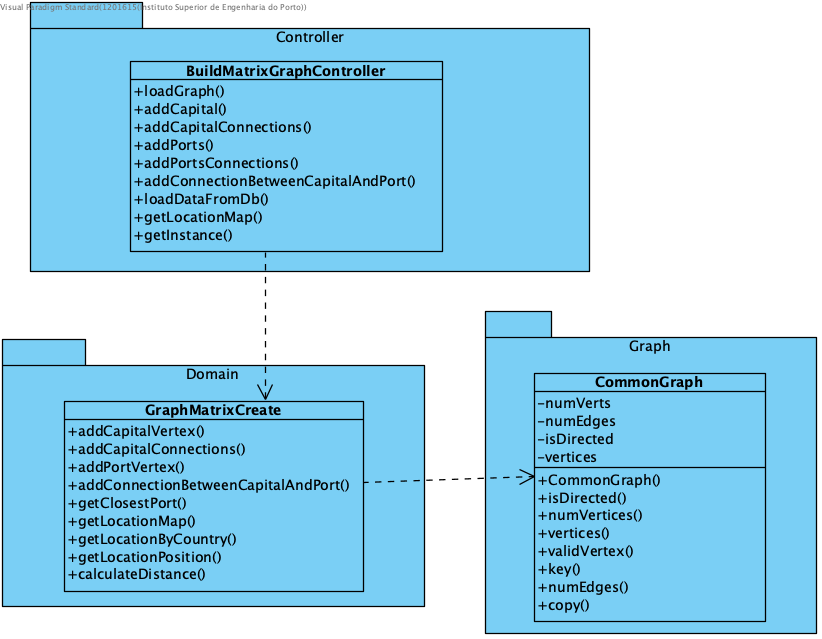 Visual Paradigm Standard(1201615(Instituto Superior de Engenharia do Porto))
Controller
BuildMatrixGraphController
+loadGraph()
+addCapital()
+addCapitalConnections()
+addPorts()
+addPortsConnections()
+addConnectionBetweenCapitalAndPort()
+loadDataFromDb()
+getLocationMap()
+getInstance()
Domain
GraphMatrixCreate
+addCapitalVertex()
+addCapitalConnections()
+addPortVertex()
+addConnectionBetweenCapitalAndPort()
+getClosestPort()
+getLocationMap()
+getLocationByCountry()
+getLocationPosition()
+calculateDistance()
Graph
CommonGraph
-numVerts
-numEdges
-isDirected
-vertices
+CommonGraph()
+isDirected()
+numVertices()
+vertices()
+validVertex()
+key()
+numEdges()
+copy()